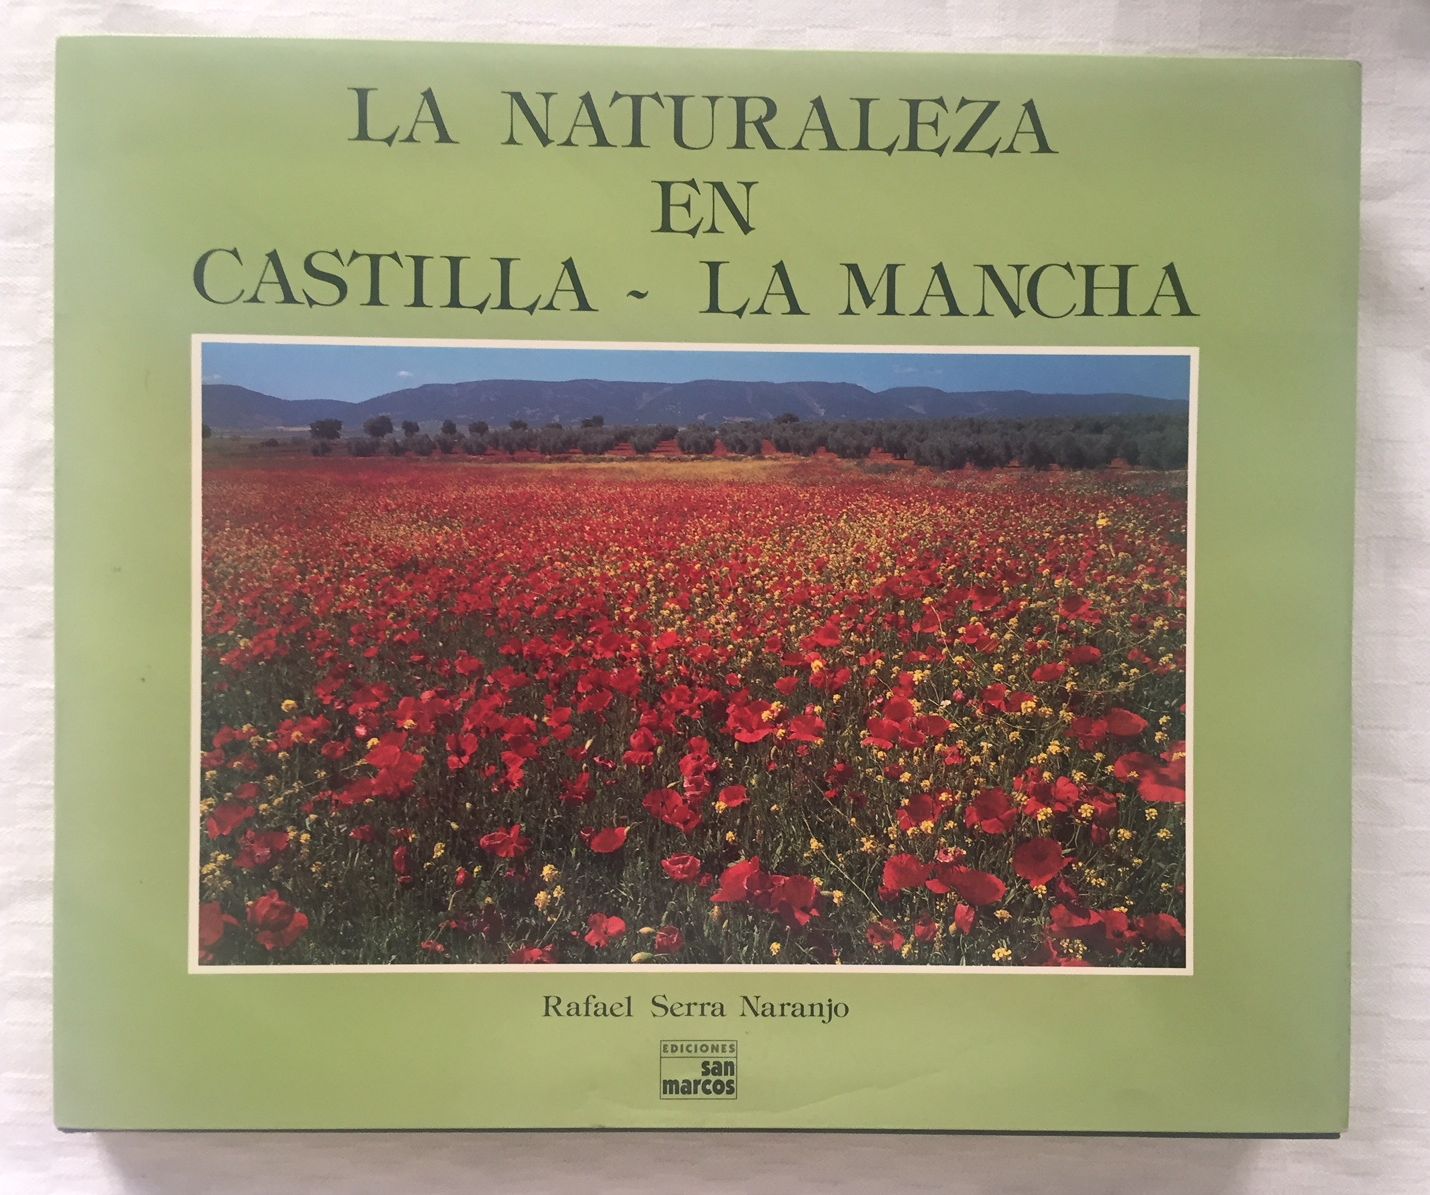 LA NATURALEZA
EN
CASTILLA - LA MANCHA
Rafael Serra Naranjo
EDICIONES
san
marcos